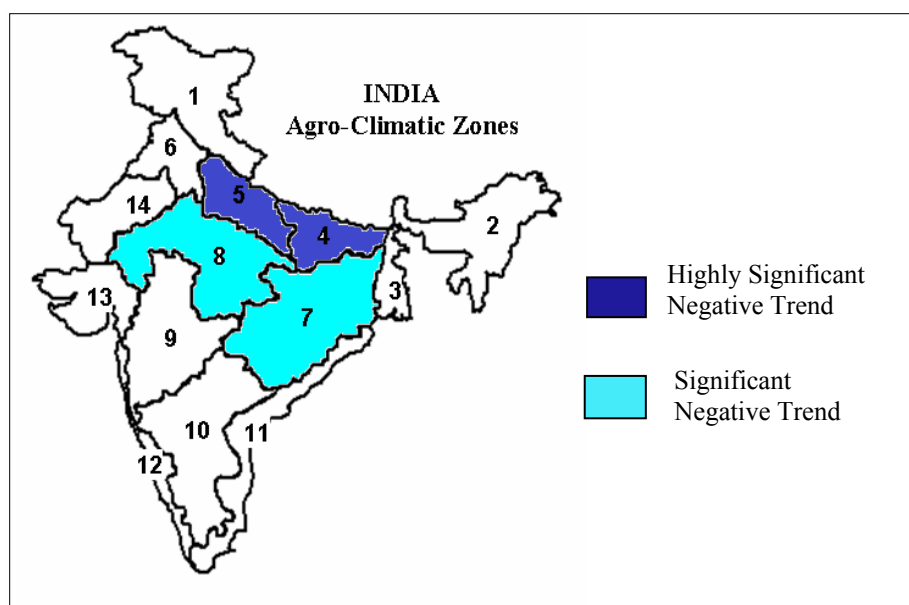 INDIA
Agro-Climatic Zones
1
6
5
14
4
2
8
3
13
7
9
10
11
12
Highly Significant
Negative Trend
Significant
Negative Trend